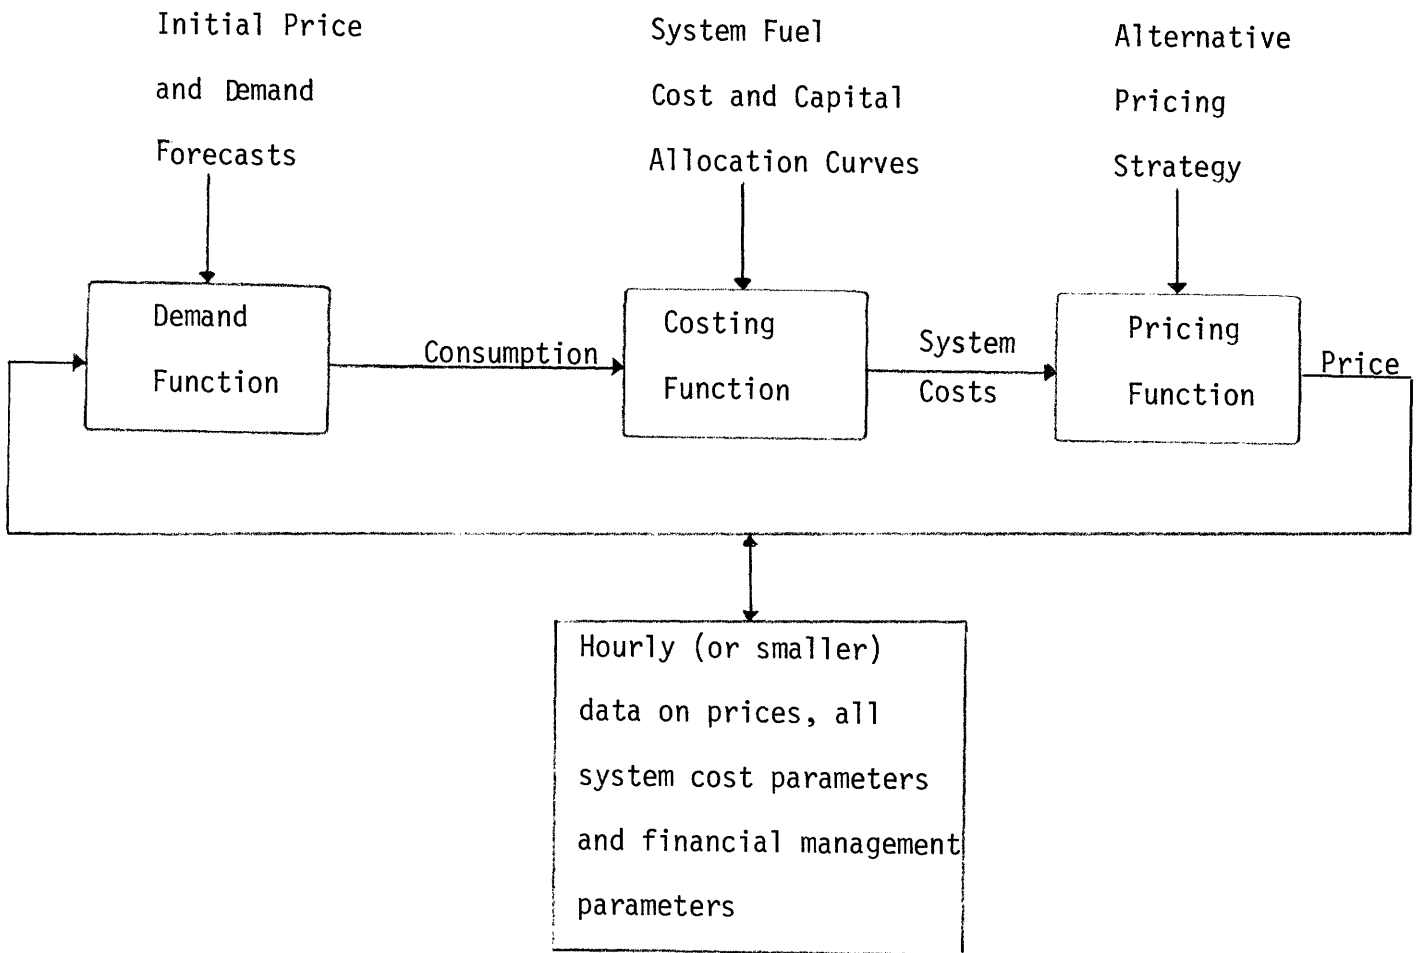 Initial Price
and Demand
Forecasts
System Fuel
Cost and Capital
Allocation Curves
Alternative
Pricing
Strategy
Demand
Function
Consumption
Costing
Function
System
Costs
Pricing
Function
Price
Hourly (or smaller)
data on prices, all
system cost parameters
and financial management
parameters